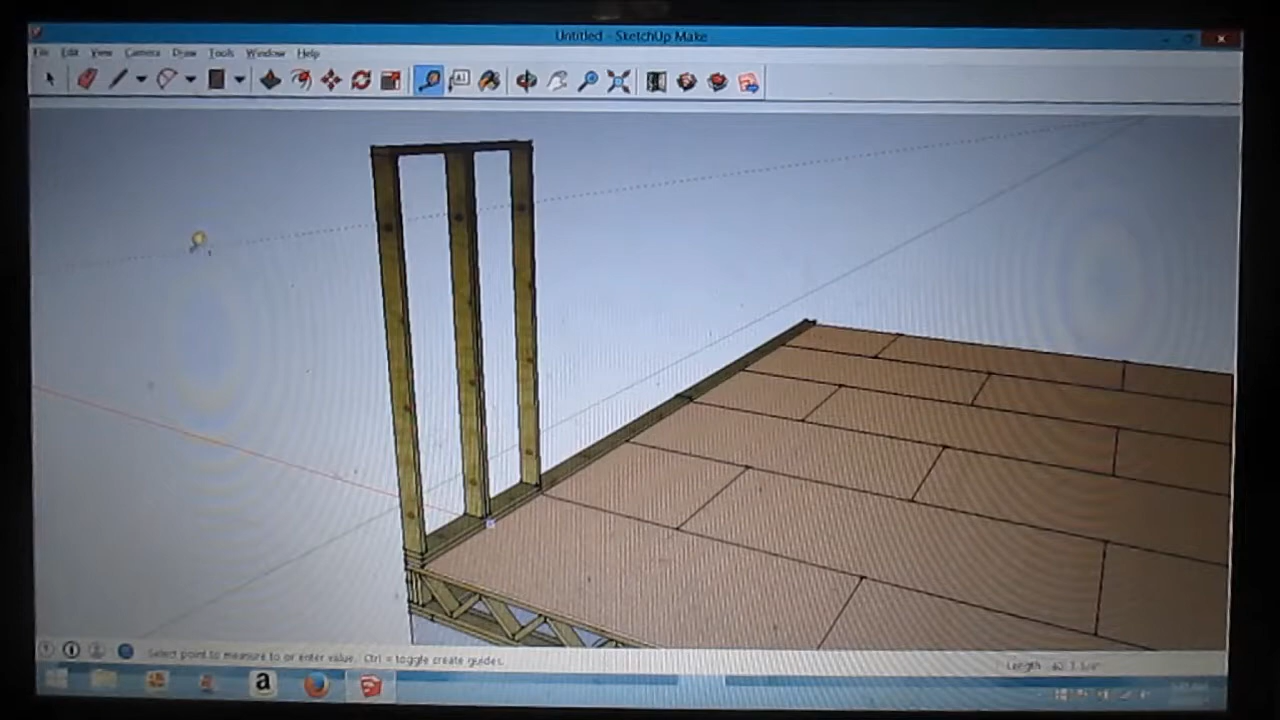 Untitled - SketchUp Make
File Edit View Camera Draw Tools Window Help
A1
Select point to measure to or enter value. Ctrl = toggle create guides.
Length
a